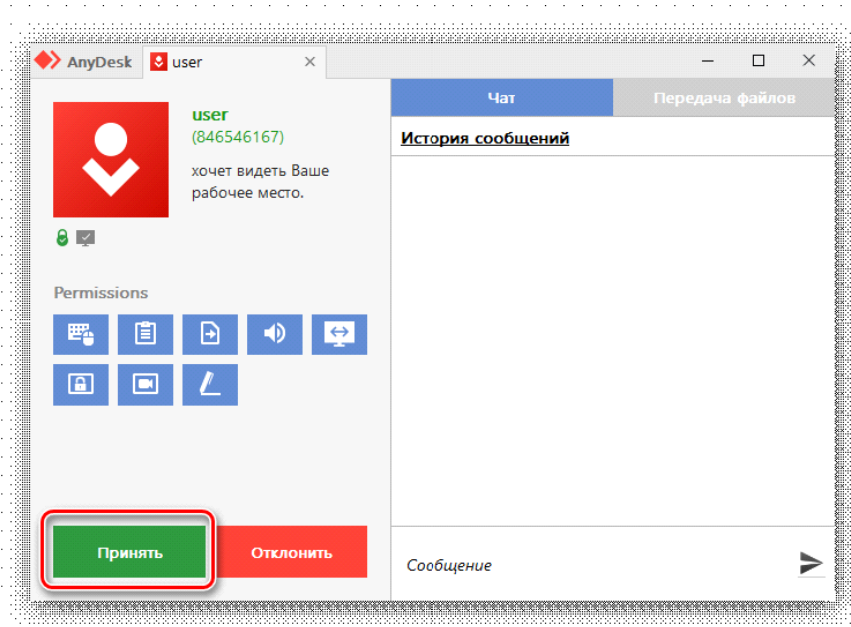 AnyDesk
user
Чат
Передача файлов
user
(846546167)
хочет видеть Ваше
рабочее место.
История сообщений
Permissions
Принять
Отклонить
Сообщение